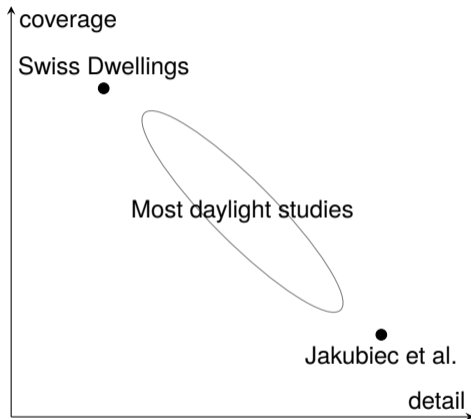 coverage
Swiss Dwellings
Most daylight studies
Jakubiec et al.
detail